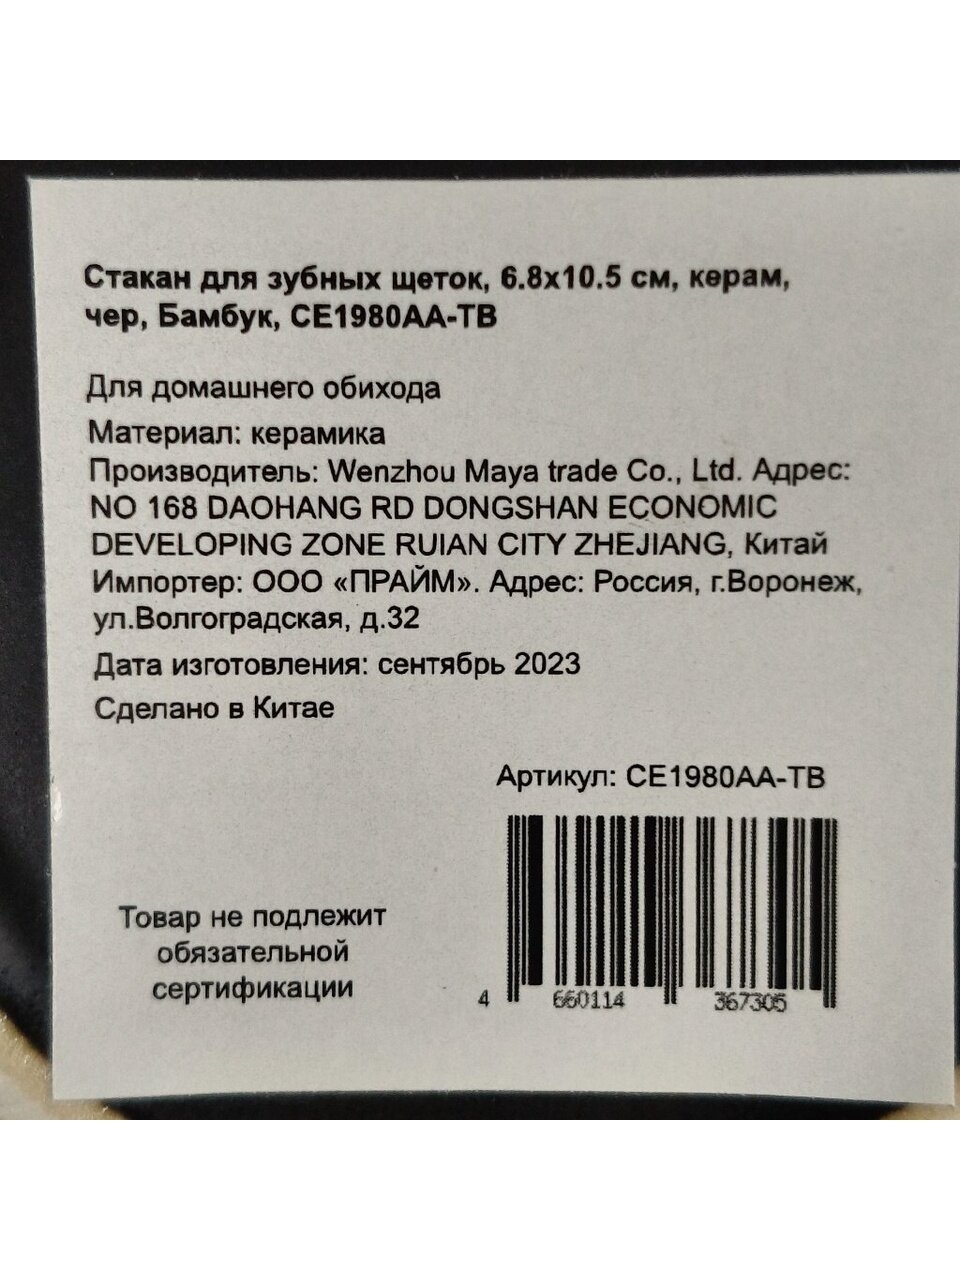 Стакан для зубных щеток, 6.8х10.5 см, керам,
чер, Бамбук, CE1980AA-TB
Для домашнего обихода
Материал: керамика
Производитель: Wenzhou Maya trade Co., Ltd. Адрес:
NO 168 DAOHANG RD DONGSHAN ECONOMIC
DEVELOPING ZONE RUIAN CITY ZHEJIANG, Китай
Импортер: ООО «ПРАЙМ». Адрес: Россия, г.Воронеж,
ул.Волгоградская, д.32
Дата изготовления: сентябрь 2023
Сделано в Китае
Артикул: CE1980AA-TB
Товар не подлежит
обязательной
сертификации
4 660114 367305